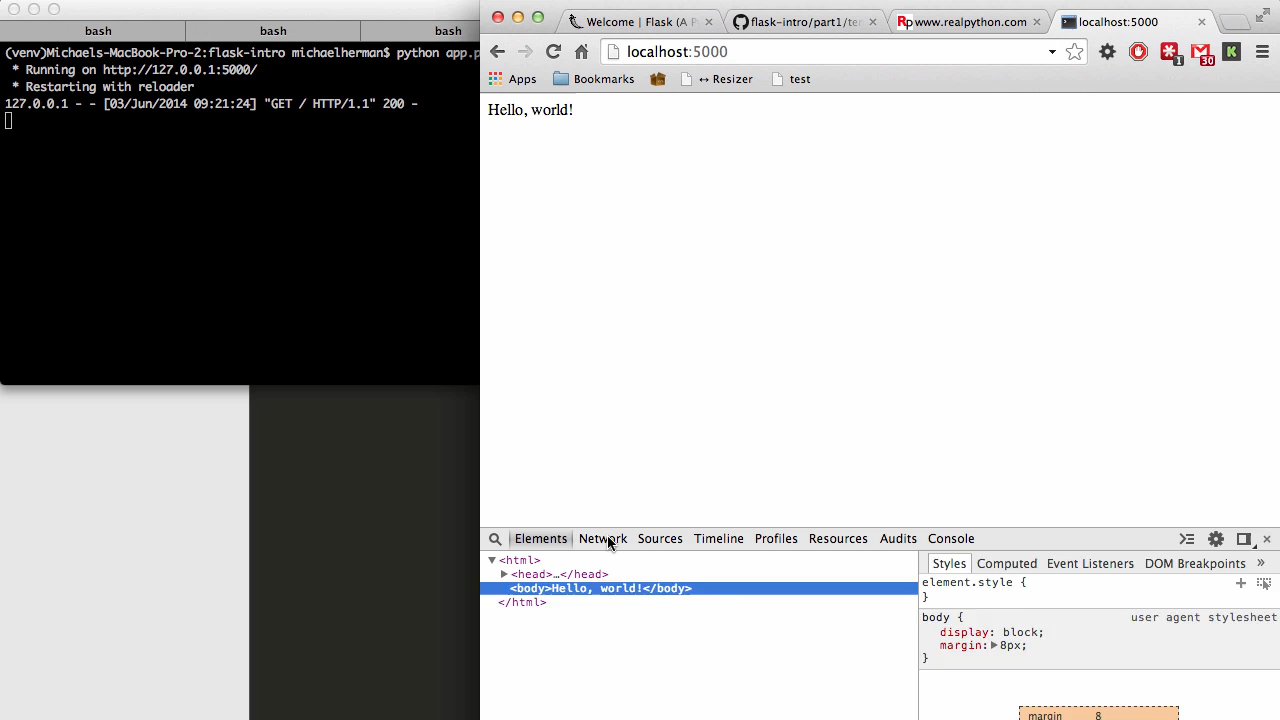 bash
bash
bash
(venv)Michaels-MacBook-Pro-2:flask-intro michaelherman$ python app.p
* Running on http://127.0.0.1:5000/
* Restarting with reloader
127.0.0.1 - - [03/Jun/2014 09:21:24] "GET / HTTP/1.1" 200 -
Welcome | Flask (A P
flask-intro/part1/ter
Rp www.realpython.com
localhost:5000
localhost:5000
1
30
K
Apps
Bookmarks
↔ Resizer
test
Hello, world!
Elements
Network
Sources
Timeline
Profiles
Resources
Audits
Console
<html>
<head>…</head>
<body>Hello, world!</body>
</html>
Styles
Computed
Event Listeners
DOM Breakpoints
»
element.style {
}
body {
user agent stylesheet
display: block;
margin: 8px;
}
margin
8